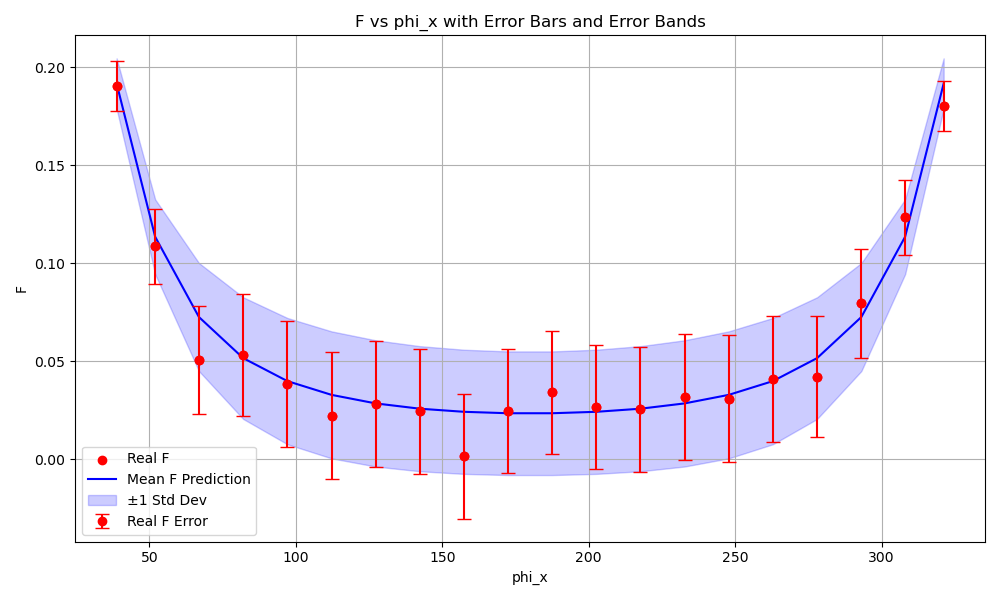 F vs phi_x with Error Bars and Error Bands
F
0.20
0.15
0.10
0.05
0.00
Real F
Mean F Prediction
±1 Std Dev
Real F Error
50
100
150
200
250
300
phi_x